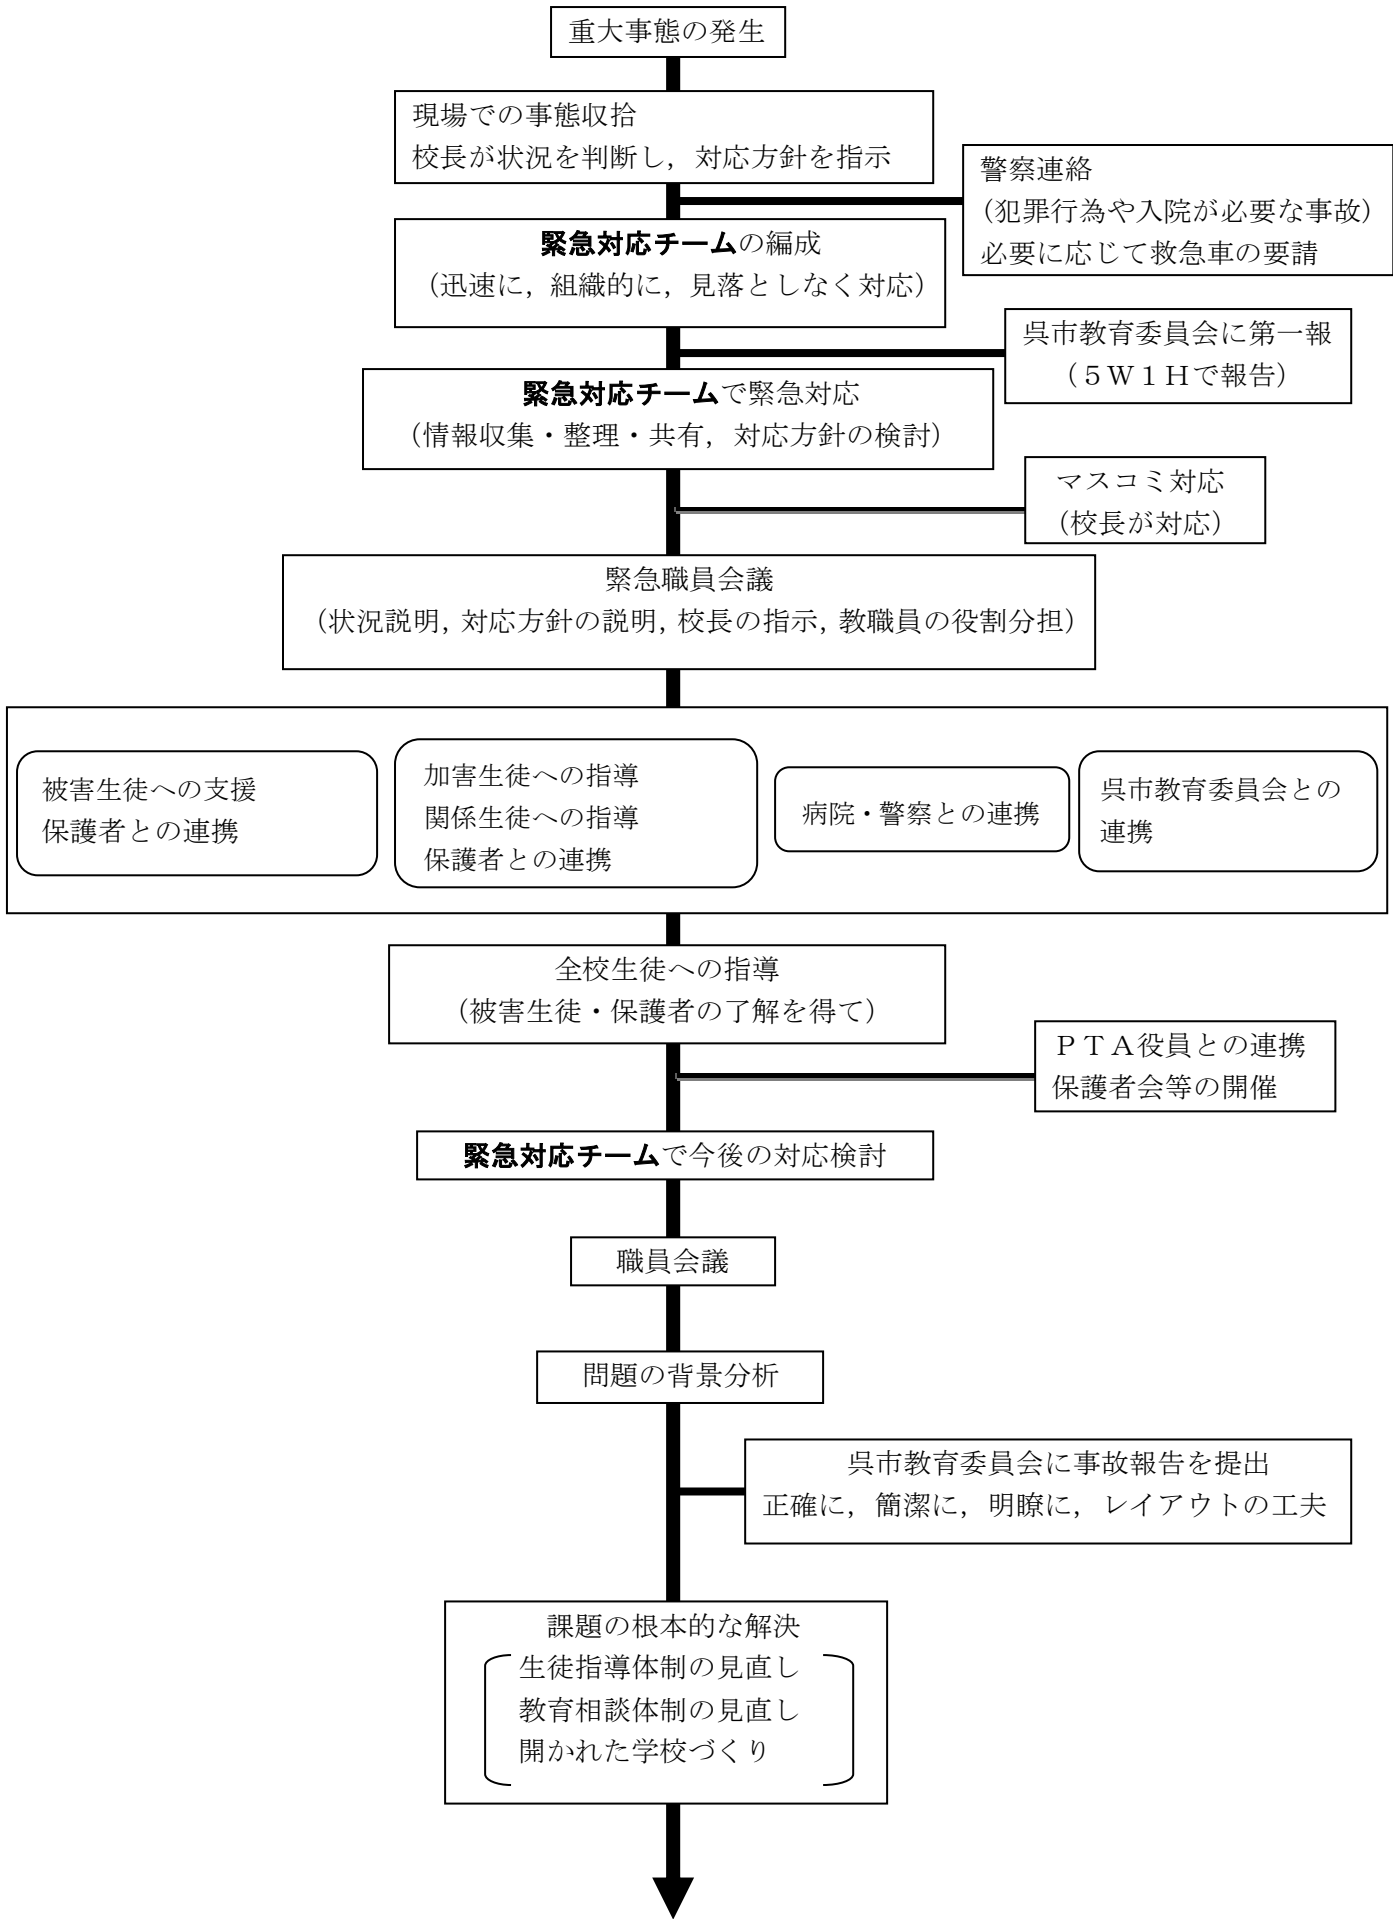 重大事態の発生
現場での事態収拾
校長が状況を判断し，対応方針を指示
警察連絡
（犯罪行為や入院が必要な事故）
必要に応じて救急車の要請
緊急対応チームの編成
（迅速に，組織的に，見落としなく対応）
呉市教育委員会に第一報
（５Ｗ１Ｈで報告）
緊急対応チームで緊急対応
（情報収集・整理・共有，対応方針の検討）
マスコミ対応
（校長が対応）
緊急職員会議
（状況説明，対応方針の説明，校長の指示，教職員の役割分担）
被害生徒への支援
保護者との連携
加害生徒への指導
関係生徒への指導
保護者との連携
病院・警察との連携
呉市教育委員会との
連携
全校生徒への指導
（被害生徒・保護者の了解を得て）
ＰＴＡ役員との連携
保護者会等の開催
緊急対応チームで今後の対応検討
職員会議
問題の背景分析
呉市教育委員会に事故報告を提出
正確に，簡潔に，明瞭に，レイアウトの工夫
課題の根本的な解決
生徒指導体制の見直し
教育相談体制の見直し
開かれた学校づくり